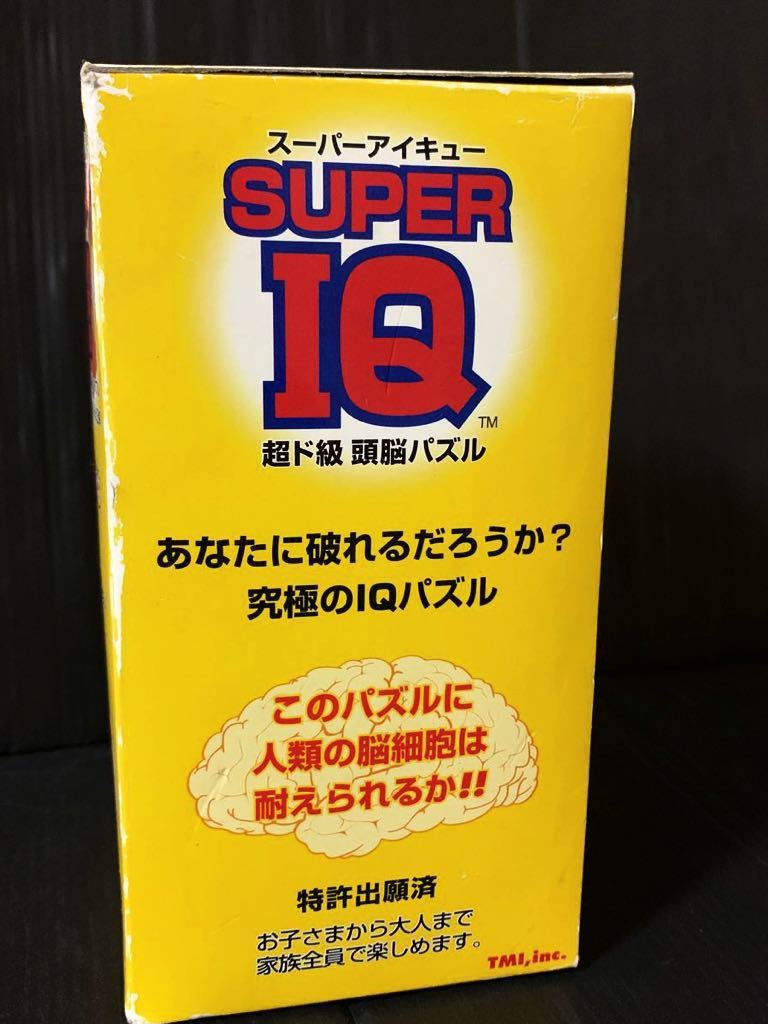 スーパーアイキュー
SUPER
IQ
TM
超ド級 頭脳パズル
あなたに破れるだろうか？
究極のIQパズル
このパズルに
人類の脳細胞は
耐えられるか!!
特許出願済
お子さまから大人まで
家族全員で楽しめます。
TMI,inc.